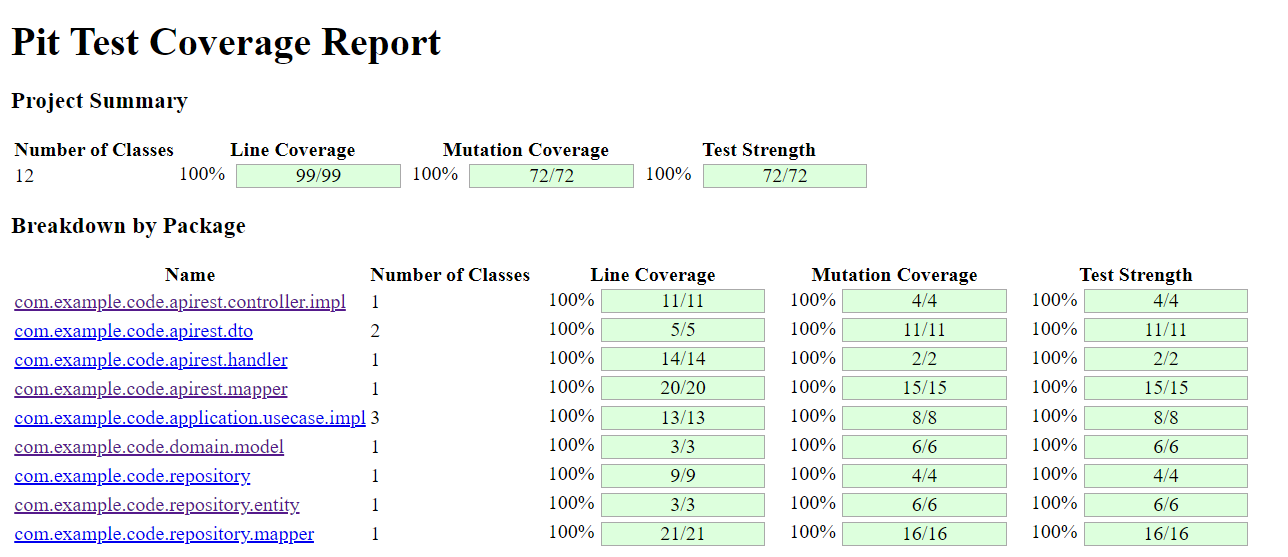 Pit Test Coverage Report
Project Summary
Number of Classes Line Coverage Mutation Coverage Test Strength
12 100% 99/99 100% 72/72 100% 72/72
Breakdown by Package
Name Number of Classes Line Coverage Mutation Coverage Test Strength
com.example.code.apirest.controller.impl 1 100% 11/11 100% 4/4 100% 4/4
com.example.code.apirest.dto 2 100% 5/5 100% 11/11 100% 11/11
com.example.code.apirest.handler 1 100% 14/14 100% 2/2 100% 2/2
com.example.code.apirest.mapper 1 100% 20/20 100% 15/15 100% 15/15
com.example.code.application.usecase.impl 3 100% 13/13 100% 8/8 100% 8/8
com.example.code.domain.model 1 100% 3/3 100% 6/6 100% 6/6
com.example.code.repository 1 100% 9/9 100% 4/4 100% 4/4
com.example.code.repository.entity 1 100% 3/3 100% 6/6 100% 6/6
com.example.code.repository.mapper 1 100% 21/21 100% 16/16 100% 16/16